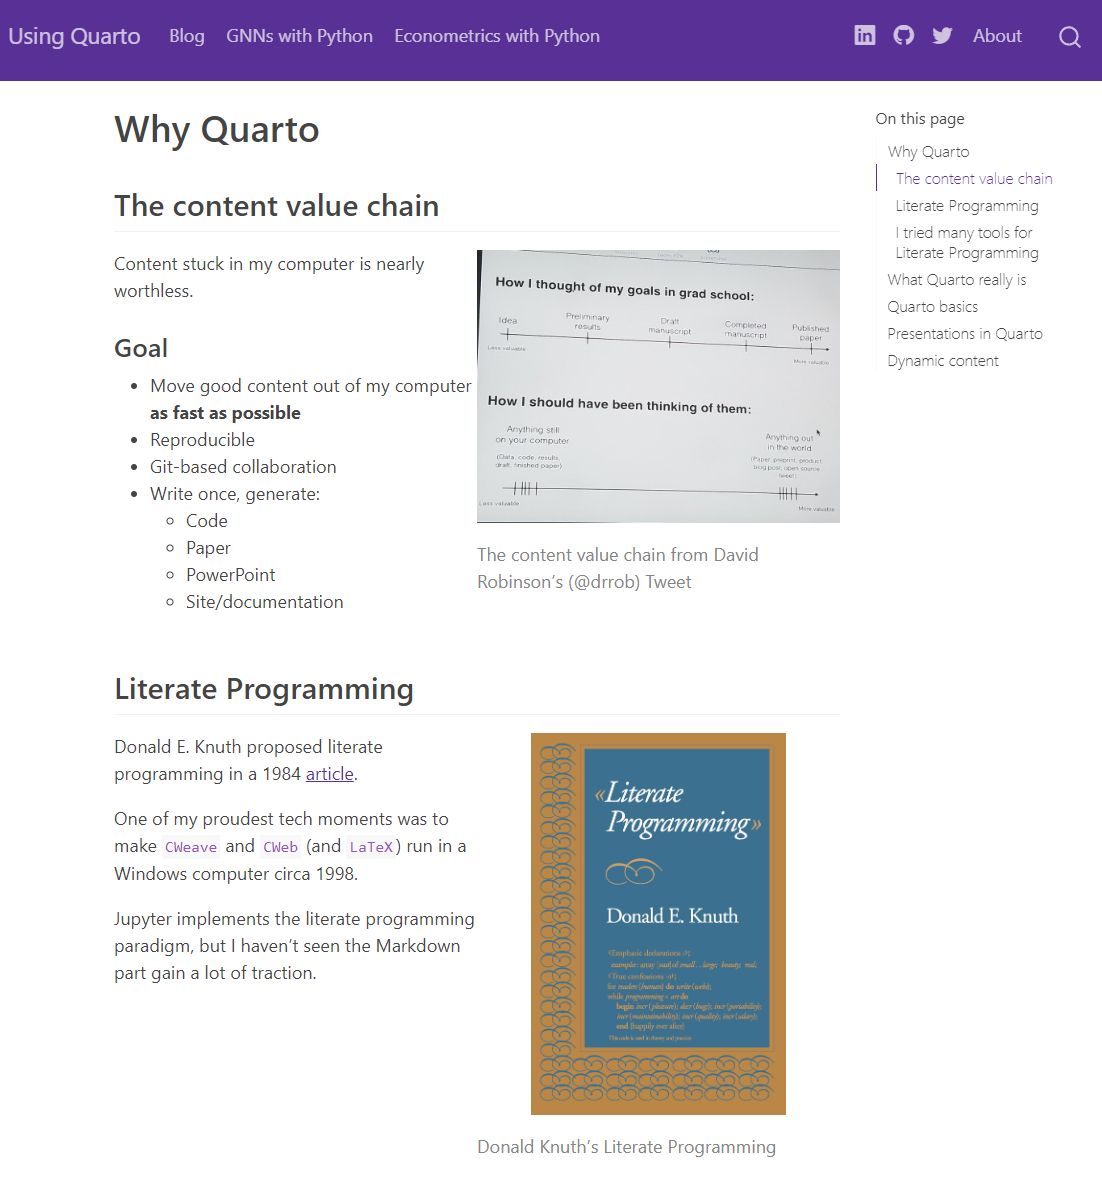 Using Quarto Blog GNNs with Python Econometrics with Python About
Why Quarto
The content value chain
Content stuck in my computer is nearly
worthless.
Goal
• Move good content out of my computer
as fast as possible
• Reproducible
• Git-based collaboration
• Write once, generate:
◦ Code
◦ Paper
◦ PowerPoint
◦ Site/documentation
How I thought of my goals in grad school:
Idea
Preliminary
results
Draft
manuscript
Completed
manuscript
Published
paper
Less valuable
More valuable
How I should have been thinking of them:
Anything still
on your computer
(Data, code, results,
draft, finished paper)
Anything out
in the world
(Paper, preprint, product,
blog post, open source,
tweet)
Less valuable
More valuable
The content value chain from David
Robinson's (@drrob) Tweet
Literate Programming
Donald E. Knuth proposed literate
programming in a 1984 article.
One of my proudest tech moments was to
make CWeave and CWeb (and LaTeX) run in a
Windows computer circa 1998.
Jupyter implements the literate programming
paradigm, but I haven't seen the Markdown
part gain a lot of traction.
«Literate
Programming»
Donald E. Knuth
Donald Knuth's Literate Programming
On this page
Why Quarto
The content value chain
Literate Programming
I tried many tools for
Literate Programming
What Quarto really is
Quarto basics
Presentations in Quarto
Dynamic content